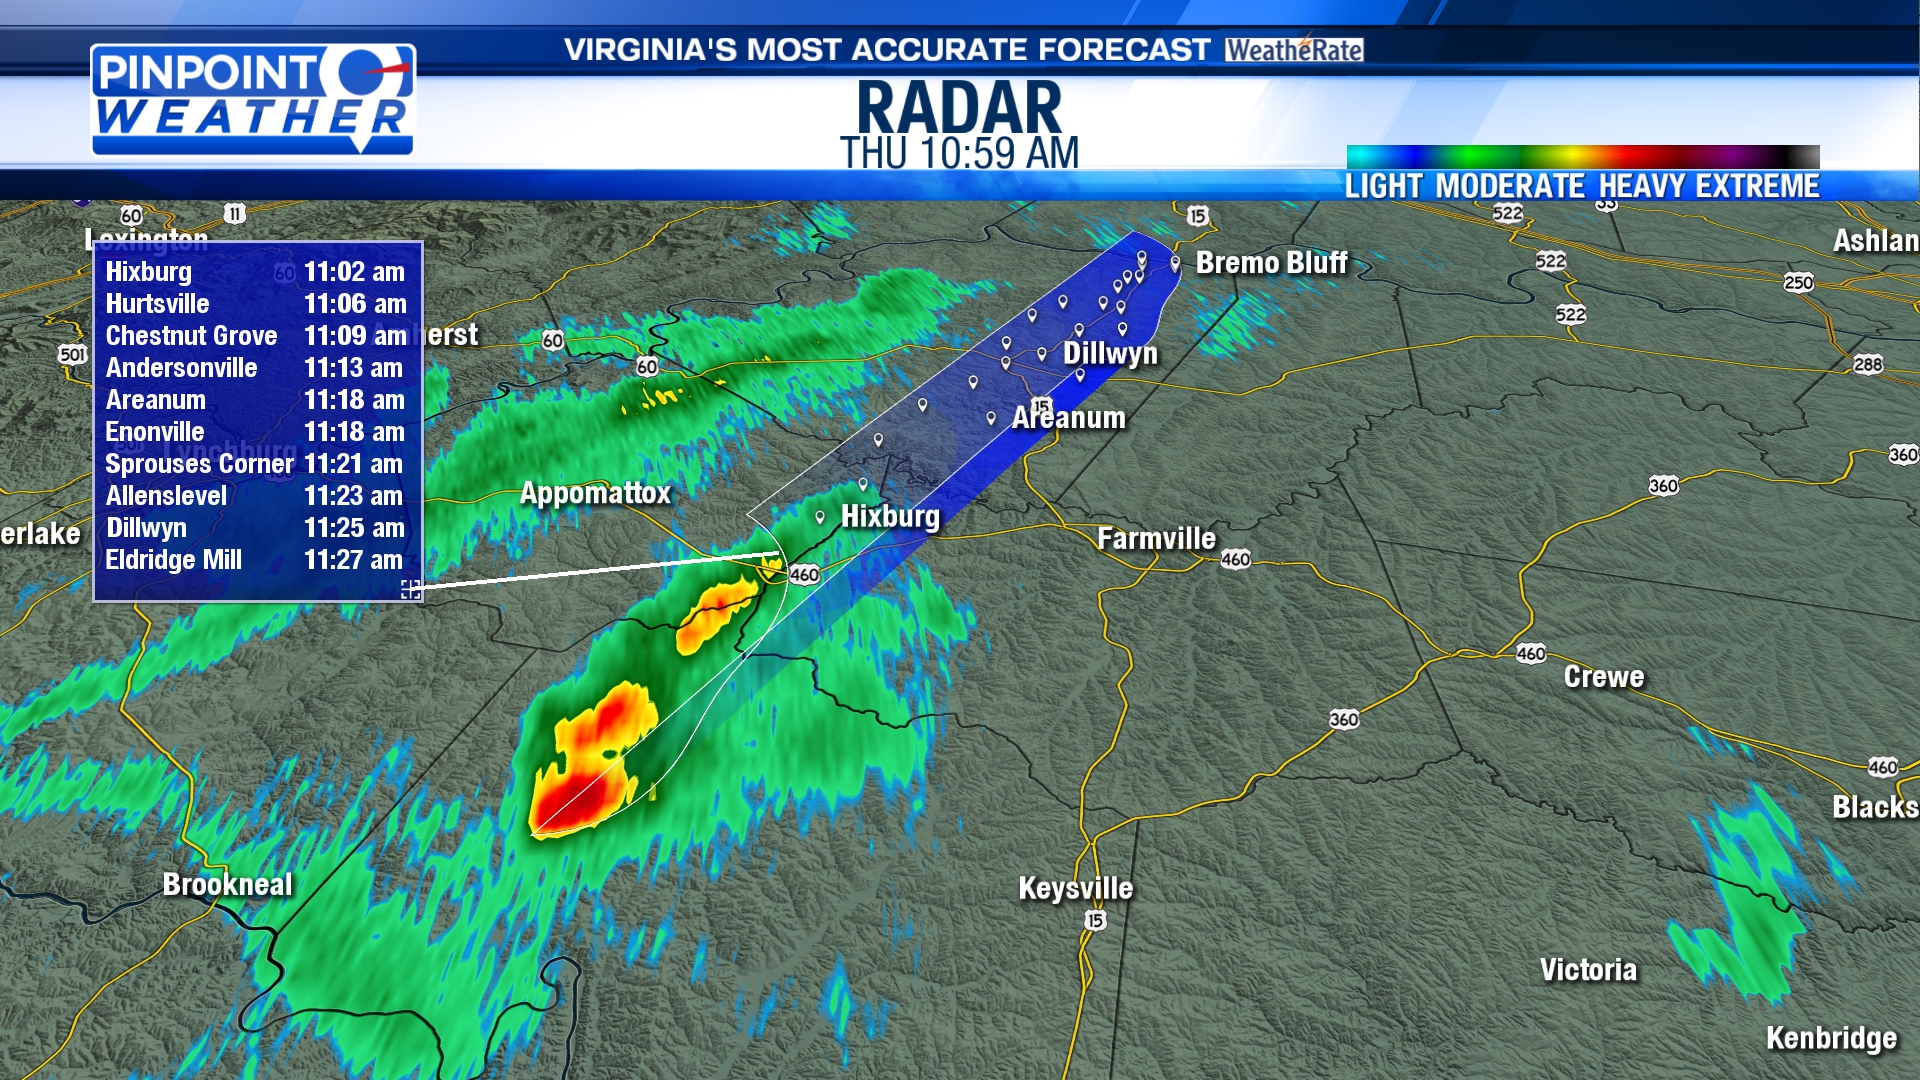 VIRGINIA'S MOST ACCURATE FORECAST WeatheRate
PINPOINT
WEATHER
RADAR
THU 10:59 AM
LIGHT MODERATE HEAVY EXTREME
60
11
15
522
33
Lexington
Ashlan
Hixburg 11:02 am
Hurtsville 11:06 am
Chestnut Grove 11:09 am
Andersonville 11:13 am
Areanum 11:18 am
Enonville 11:18 am
Sprouses Corner 11:21 am
Allenslevel 11:23 am
Dillwyn 11:25 am
Eldridge Mill 11:27 am
60
Bremo Bluff
522
250
522
herst
60
501
60
Dillwyn
288
15
Areanum
Lynchburg
360
360
Appomattox
Hixburg
erlake
Farmville
460
460
460
Crewe
360
460
Blacks
Brookneal
Keysville
15
Victoria
Kenbridge